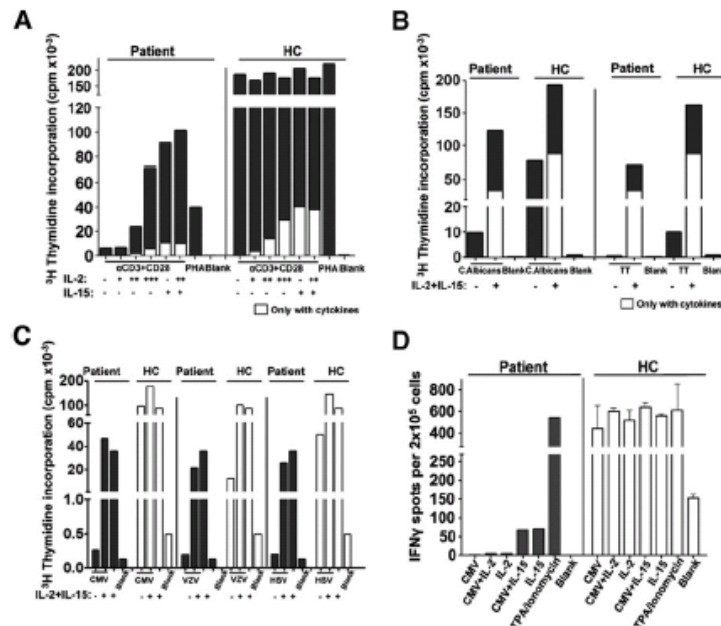 A
Patient HC
³H Thymidine incorporation (cpm x10⁻³)
200
150
120
100
80
60
40
20
0
αCD3+CD28 PHA Blank αCD3+CD28 PHA Blank
IL-2: - + ++ +++ - ++ - + ++ +++ - ++
IL-15: - - - - + + - - - - + +
Only with cytokines
B
Patient HC Patient HC
³H Thymidine incorporation (cpm x10⁻³)
200
150
100
50
10
0
C.Albicans Blank C.Albicans Blank TT Blank TT Blank
IL-2+IL-15: - + - + - + - +
Only with cytokines
C
Patient HC Patient HC Patient HC
³H Thymidine incorporation (cpm x10⁻³)
200
100
60
40
20
1.0
0.5
0.0
CMV Blank CMV Blank VZV Blank VZV Blank HSV Blank HSV Blank
IL-2+IL-15: - + + - + + - + + - + + - + + - + +
D
Patient HC
IFNγ spots per 2x10⁵ cells
800
600
400
250
200
150
100
50
0
CMV CMV+IL-2 IL-2 CMV+IL-15 IL-15 TPA/Ionomycin Blank CMV CMV+IL-2 IL-2 CMV+IL-15 IL-15 TPA/Ionomycin Blank